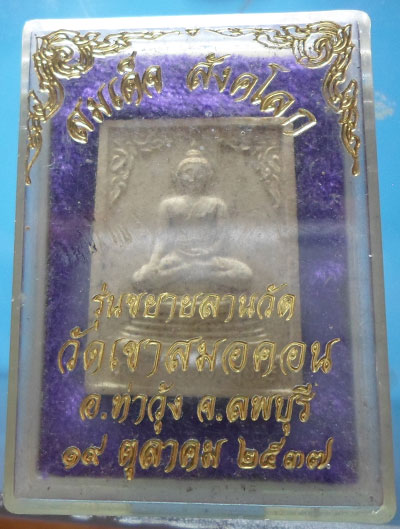 สมเด็จ สังคโลก
รุ่นขยายลานวัด
วัดเขาสมอคอน
อ.ท่าวุ้ง จ.ลพบุรี
๑๙ ตุลาคม ๒๕๓๗